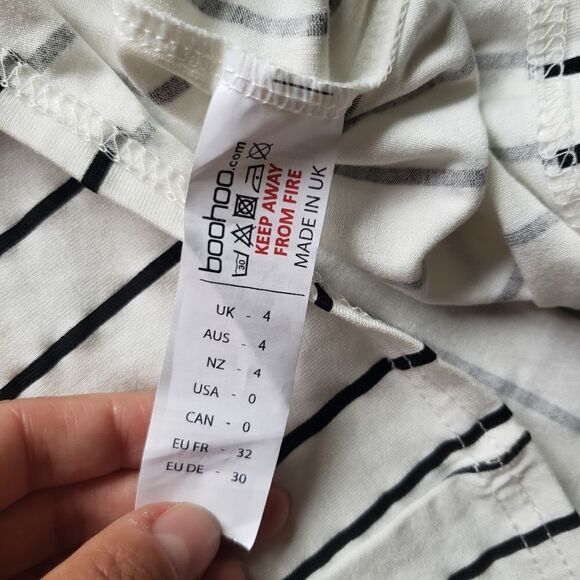 boohoo.com
30
KEEP AWAY
FROM FIRE
MADE IN UK
UK - 4
AUS - 4
NZ - 4
USA - 0
CAN - 0
EU FR - 32
EU DE - 30